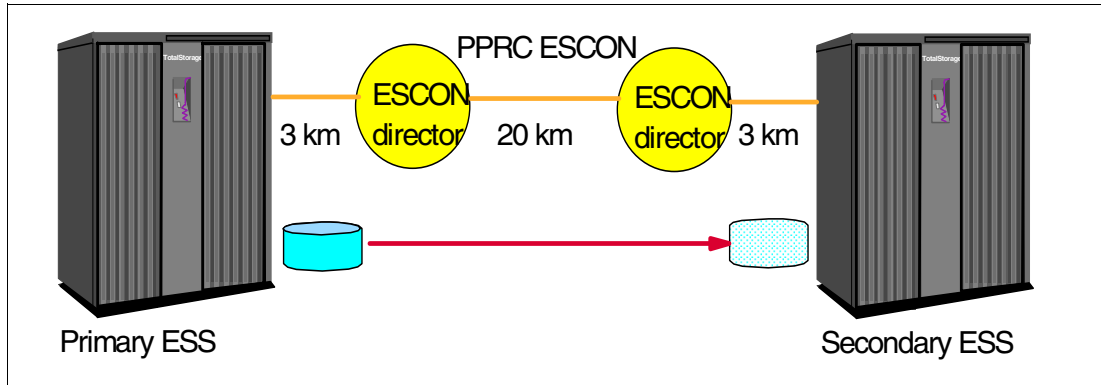 PPRC ESCON
TotalStorage
TotalStorage
ESCON
director
ESCON
director
3 km
20 km
3 km
Primary ESS
Secondary ESS